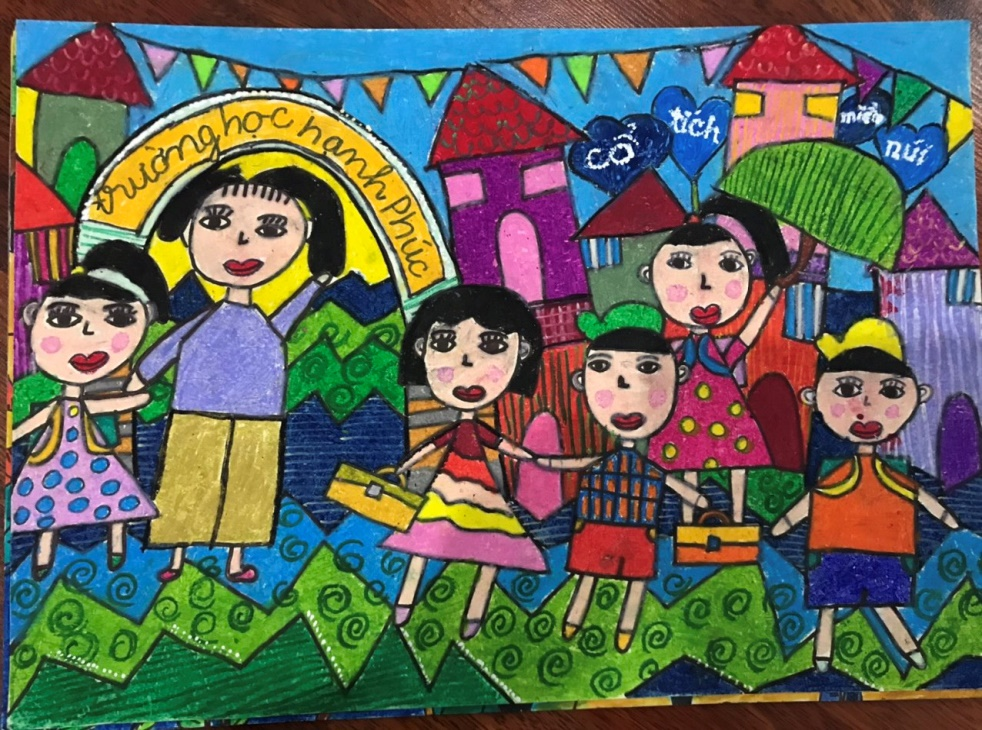 trường học hạnh Phúc
cổ
tích
miền
núi